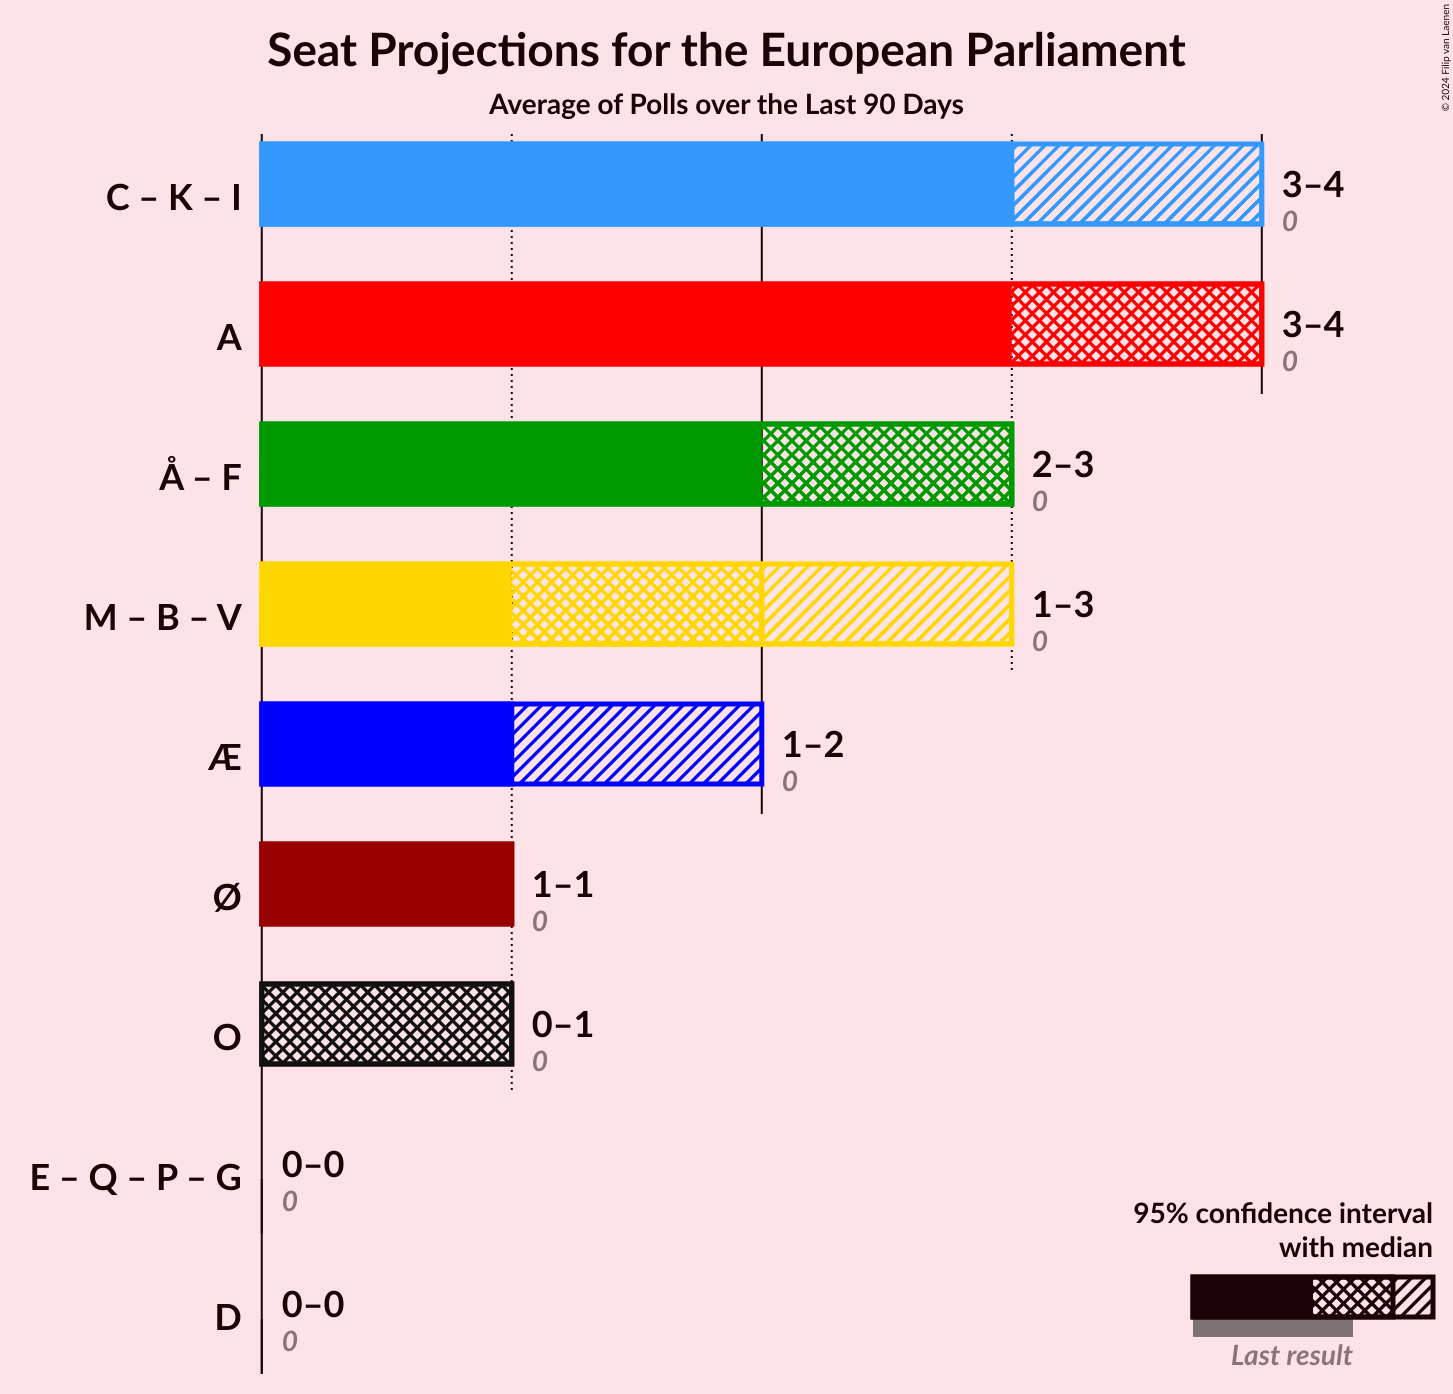 Seat Projections for the European Parliament
Average of Polls over the Last 90 Days
© 2024 Filip van Laenen
C – K – I
3–4
0
A
3–4
0
Å – F
2–3
0
M – B – V
1–3
0
Æ
1–2
0
Ø
1–1
0
O
0–1
0
E – Q – P – G
0–0
0
D
0–0
0
95% confidence interval
with median
Last result